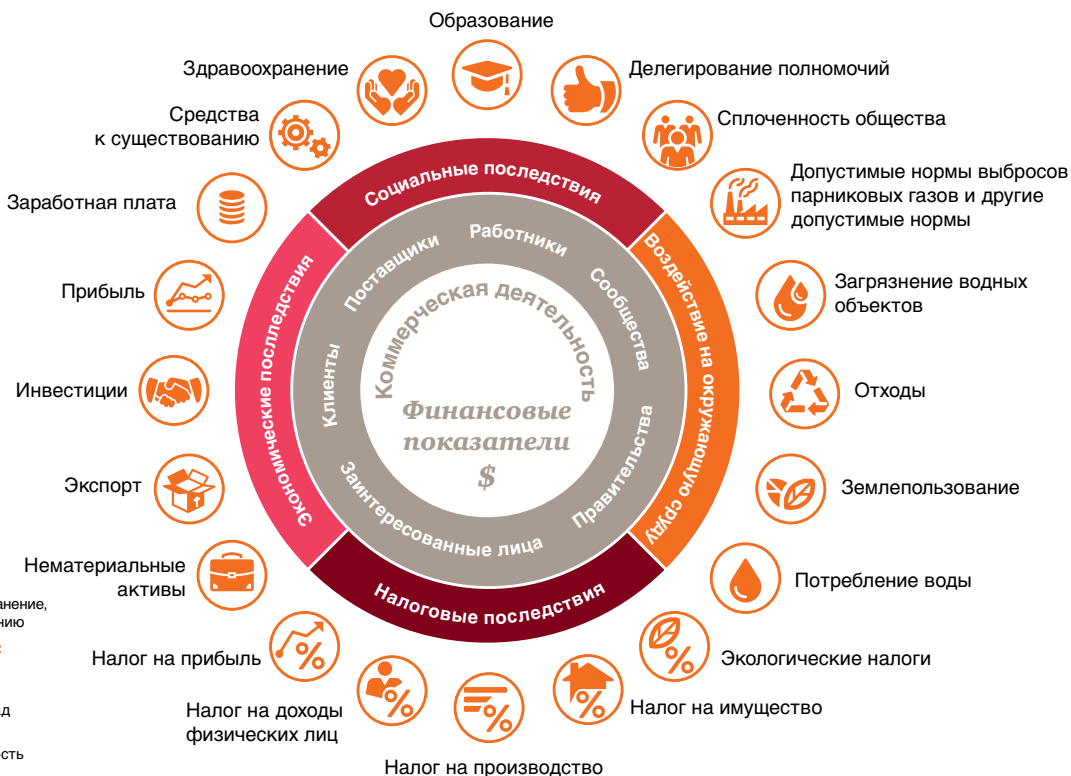 Образование
Здравоохранение
Делегирование полномочий
Средства
к существованию
Сплоченность общества
Заработная плата
Допустимые нормы выбросов
парниковых газов и другие
допустимые нормы
Прибыль
Загрязнение водных
объектов
Инвестиции
Отходы
Экспорт
Землепользование
Нематериальные
активы
Потребление воды
Налог на прибыль
Экологические налоги
Налог на доходы
физических лиц
Налог на имущество
Налог на производство
Социальные последствия
Воздействие на окружающую сруду
Налоговые последствия
Экономические послледствия
Клиенты
Поставщики
Работники
Сообщества
Правительства
Заинтересованные лица
Коммерческая деятельность
Финансовые
показатели
$